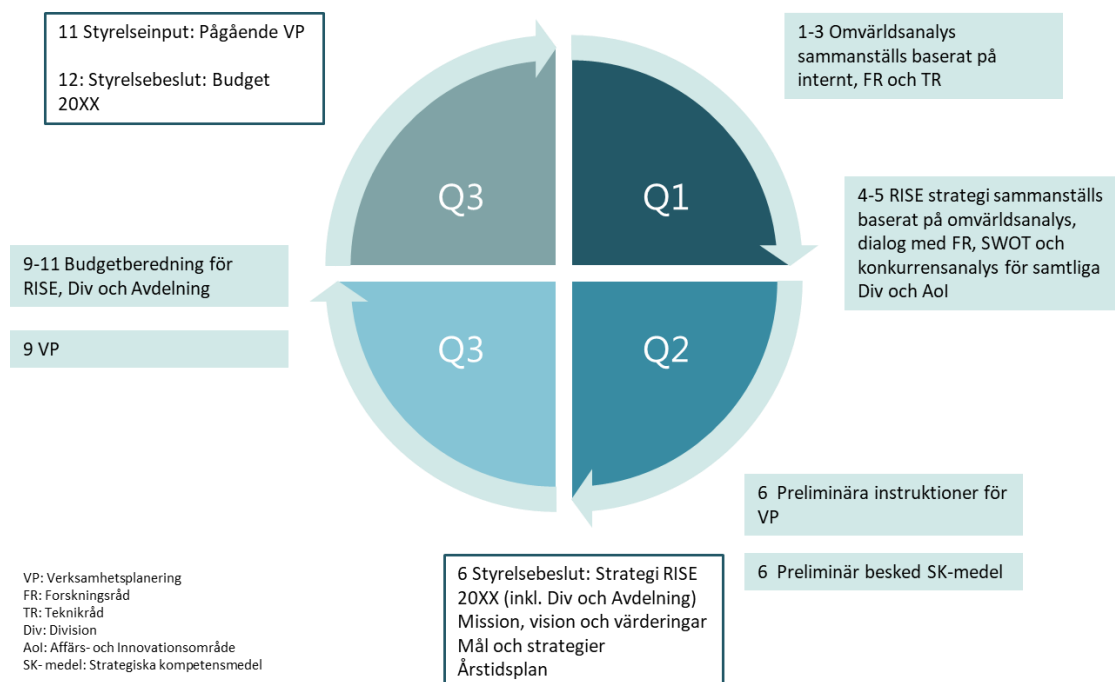 11 Styrelseinput: Pågående VP
12: Styrelsebeslut: Budget
20XX
1-3 Omvärldsanalys
sammanställs baserat på
internt, FR och TR
Q3
Q1
4-5 RISE strategi sammanställs
baserat på omvärldsanalys,
dialog med FR, SWOT och
konkurrensanalys för samtliga
Div och AoI
9-11 Budgetberedning för
RISE, Div och Avdelning
9 VP
Q3
Q2
6 Preliminära instruktioner för
VP
6 Preliminär besked SK-medel
6 Styrelsebeslut: Strategi RISE
20XX (inkl. Div och Avdelning)
Mission, vision och värderingar
Mål och strategier
Årstidsplan
VP: Verksamhetsplanering
FR: Forskningsråd
TR: Teknikråd
Div: Division
AoI: Affärs- och Innovationsområde
SK- medel: Strategiska kompetensmedel